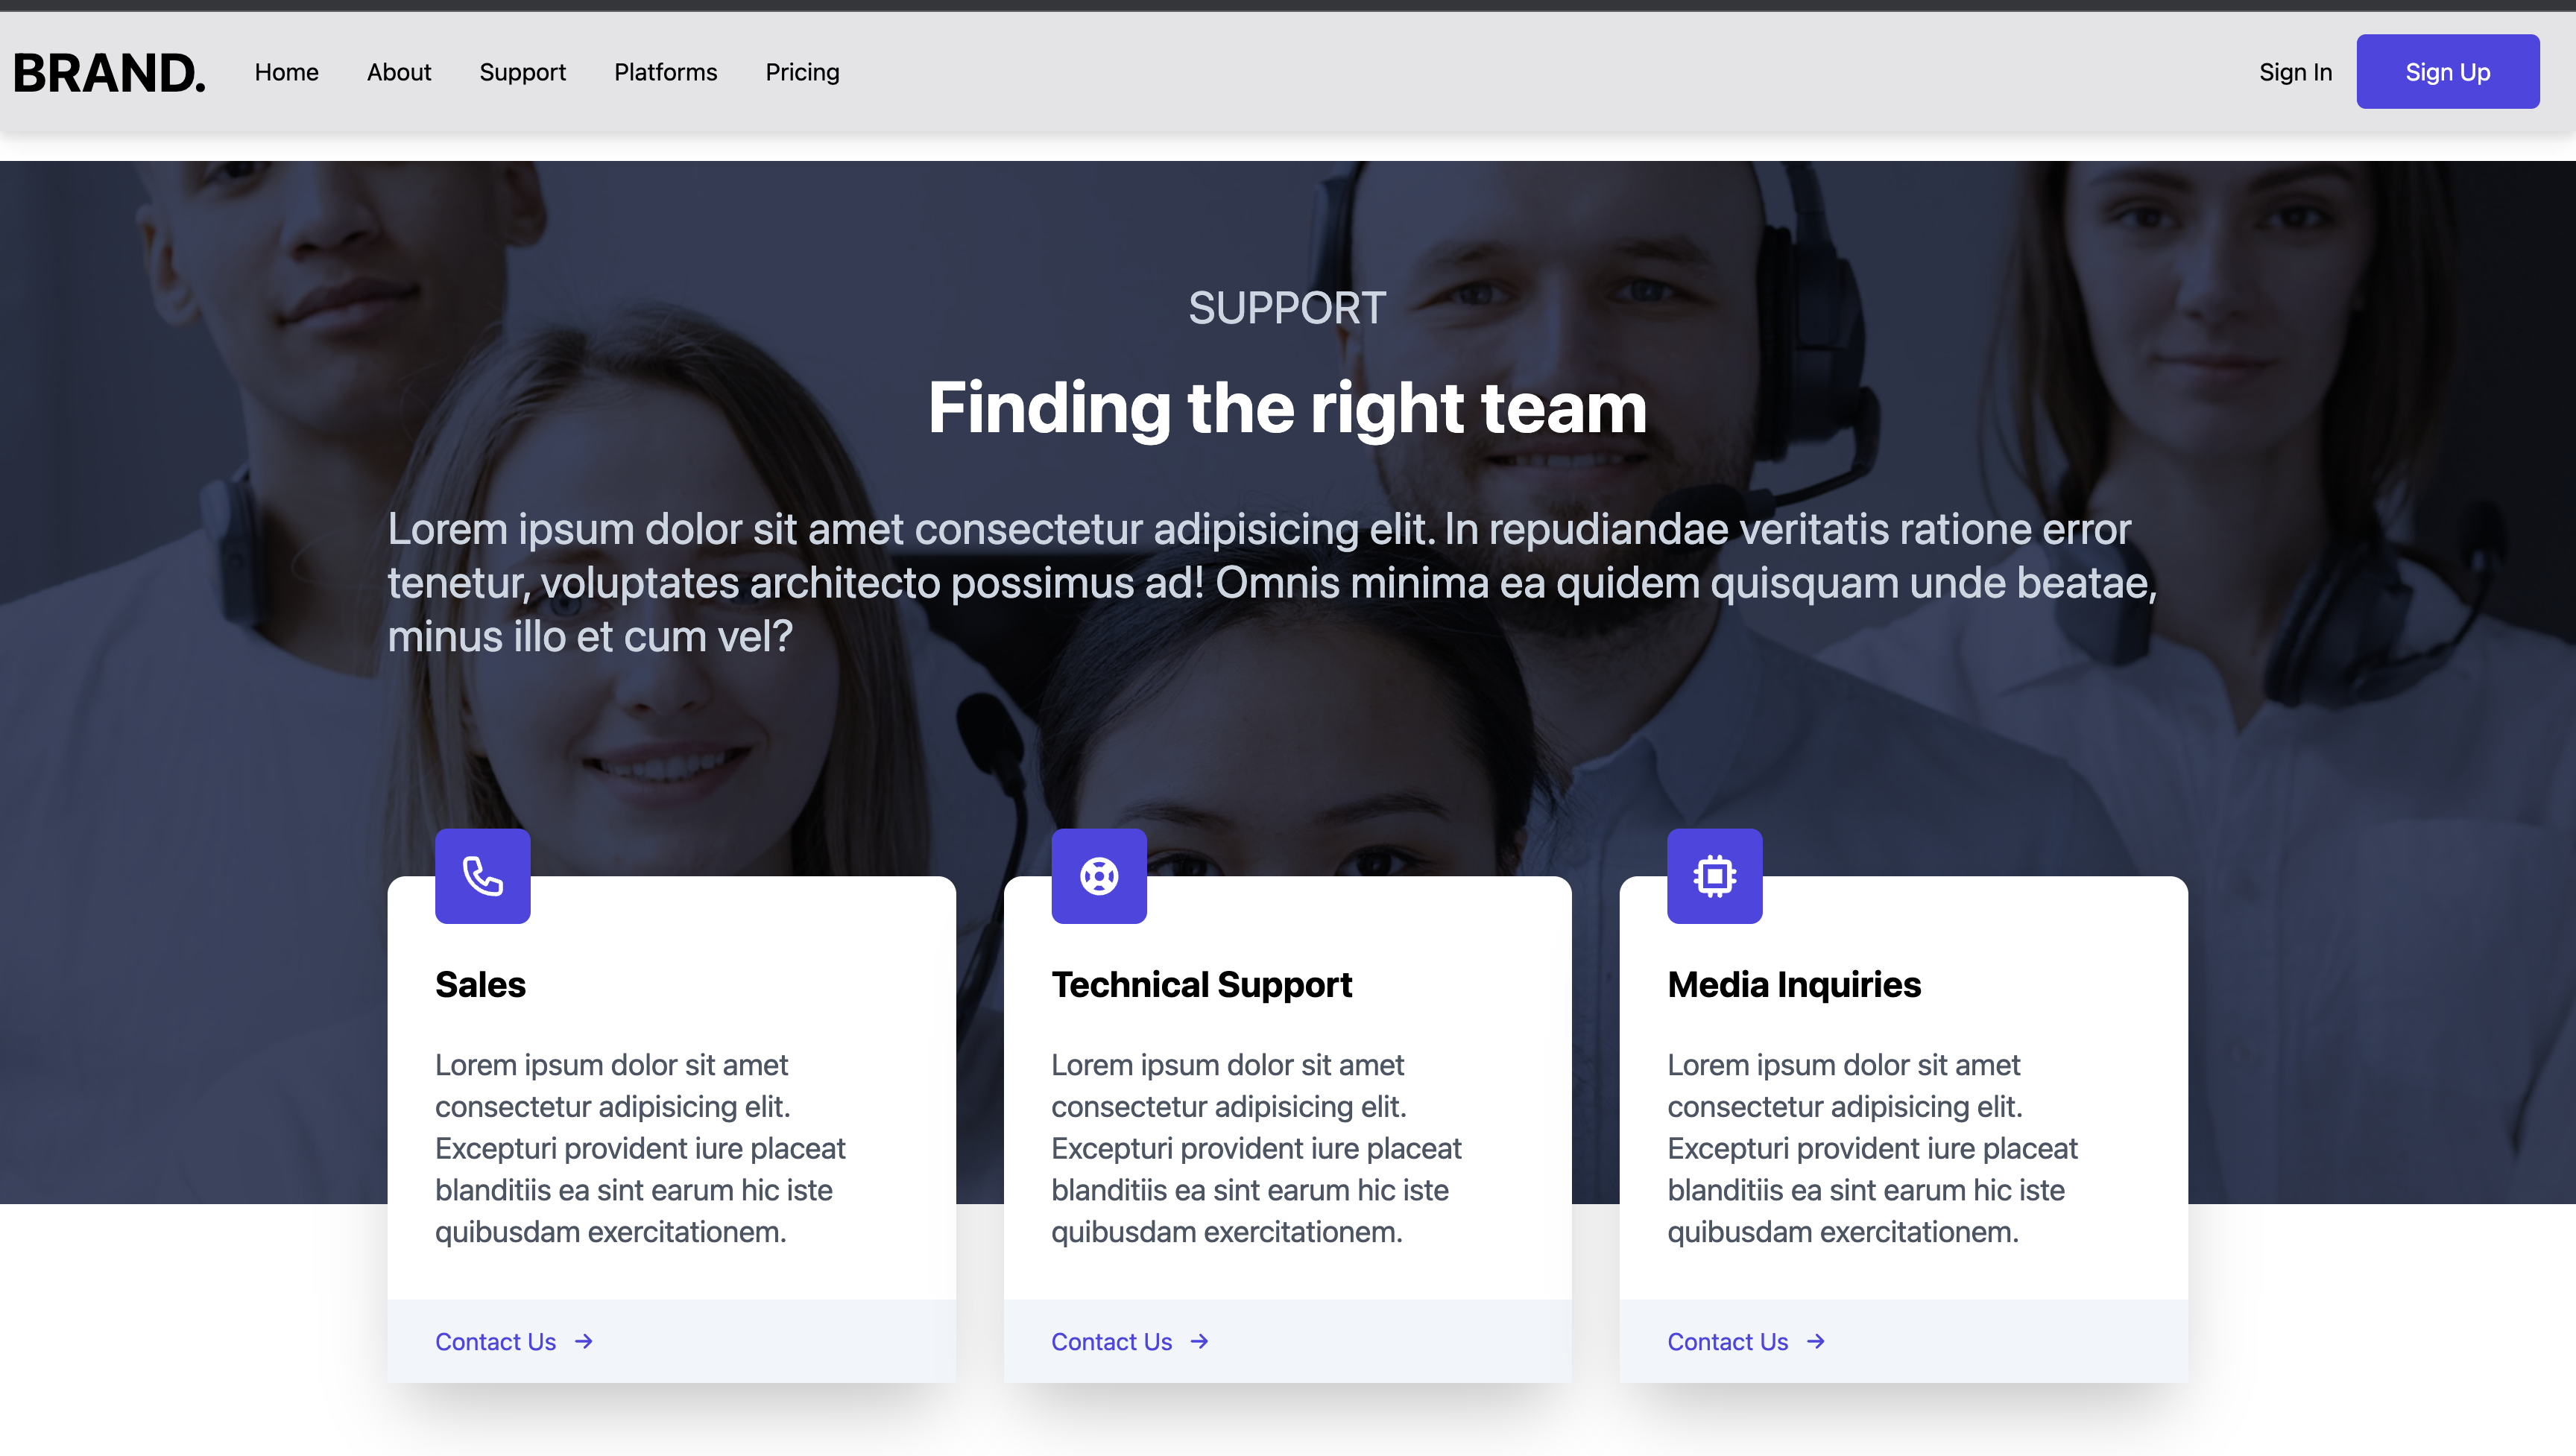 BRAND.
Home
About
Support
Platforms
Pricing
Sign In
Sign Up
SUPPORT
Finding the right team
Lorem ipsum dolor sit amet consectetur adipisicing elit. In repudiandae veritatis ratione error
tenetur, voluptates architecto possimus ad! Omnis minima ea quidem quisquam unde beatae,
minus illo et cum vel?
Sales
Lorem ipsum dolor sit amet
consectetur adipisicing elit.
Excepturi provident iure placeat
blanditiis ea sint earum hic iste
quibusdam exercitationem.
Contact Us →
Technical Support
Lorem ipsum dolor sit amet
consectetur adipisicing elit.
Excepturi provident iure placeat
blanditiis ea sint earum hic iste
quibusdam exercitationem.
Contact Us →
Media Inquiries
Lorem ipsum dolor sit amet
consectetur adipisicing elit.
Excepturi provident iure placeat
blanditiis ea sint earum hic iste
quibusdam exercitationem.
Contact Us →